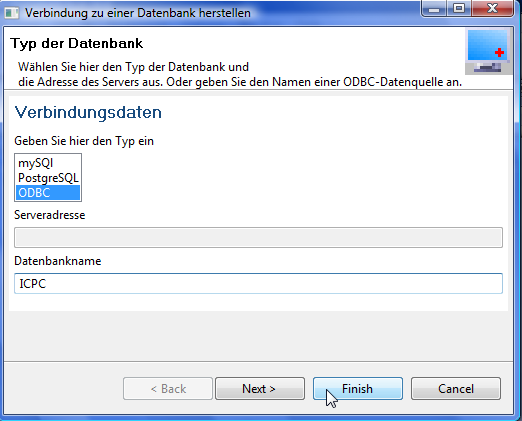 Verbindung zu einer Datenbank herstellen
Typ der Datenbank
Wählen Sie hier den Typ der Datenbank und
die Adresse des Servers aus. Oder geben Sie den Namen einer ODBC-Datenquelle an.
Verbindungsdaten
Geben Sie hier den Typ ein
mySQl
PostgreSQL
ODBC
Serveradresse
Datenbankname
ICPC
< Back
Next >
Finish
Cancel